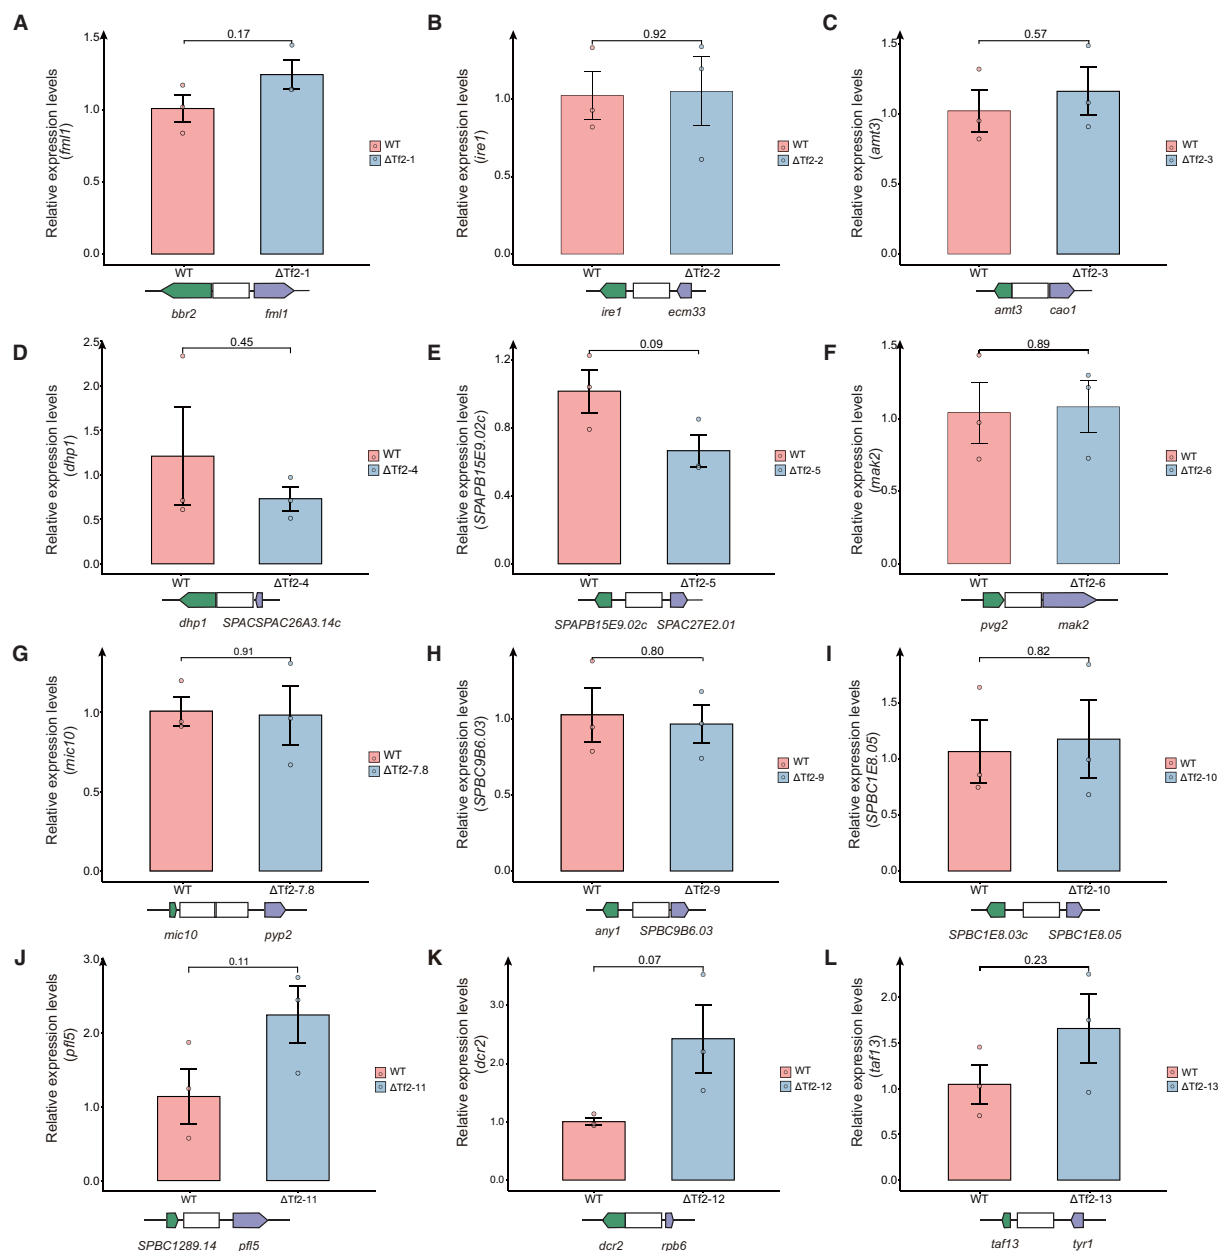 A
Relative expression levels
(fml1)
1.5
1.0
0.5
0.0
0.17
WT
ΔTf2-1
WT
ΔTf2-1
bbr2
fml1
B
Relative expression levels
(ire1)
1.0
0.5
0.0
0.92
WT
ΔTf2-2
WT
ΔTf2-2
ire1
ecm33
C
Relative expression levels
(amt3)
1.5
1.0
0.5
0.0
0.57
WT
ΔTf2-3
WT
ΔTf2-3
amt3
cao1
D
Relative expression levels
(dhp1)
2.5
2.0
1.5
1.0
0.5
0.0
0.45
WT
ΔTf2-4
WT
ΔTf2-4
dhp1
SPACSPAC26A3.14c
E
Relative expression levels
(SPAPB15E9.02c)
1.2
0.8
0.4
0.0
0.09
WT
ΔTf2-5
WT
ΔTf2-5
SPAPB15E9.02c
SPAC27E2.01
F
Relative expression levels
(mak2)
1.5
1.0
0.5
0.0
0.89
WT
ΔTf2-6
WT
ΔTf2-6
pvg2
mak2
G
Relative expression levels
(mic10)
1.0
0.5
0.0
0.91
WT
ΔTf2-7.8
WT
ΔTf2-7.8
mic10
pyp2
H
Relative expression levels
(SPBC9B6.03)
1.0
0.5
0.0
0.80
WT
ΔTf2-9
WT
ΔTf2-9
any1
SPBC9B6.03
I
Relative expression levels
(SPBC1E8.05)
1.5
1.0
0.5
0.0
0.82
WT
ΔTf2-10
WT
ΔTf2-10
SPBC1E8.03c
SPBC1E8.05
J
Relative expression levels
(pfl5)
3.0
2.0
1.0
0.0
0.11
WT
ΔTf2-11
WT
ΔTf2-11
SPBC1289.14
pfl5
K
Relative expression levels
(dcr2)
3.0
2.0
1.0
0.0
0.07
WT
ΔTf2-12
WT
ΔTf2-12
dcr2
rpb6
L
Relative expression levels
(taf13)
2.0
1.5
1.0
0.5
0.0
0.23
WT
ΔTf2-13
WT
ΔTf2-13
taf13
tyr1